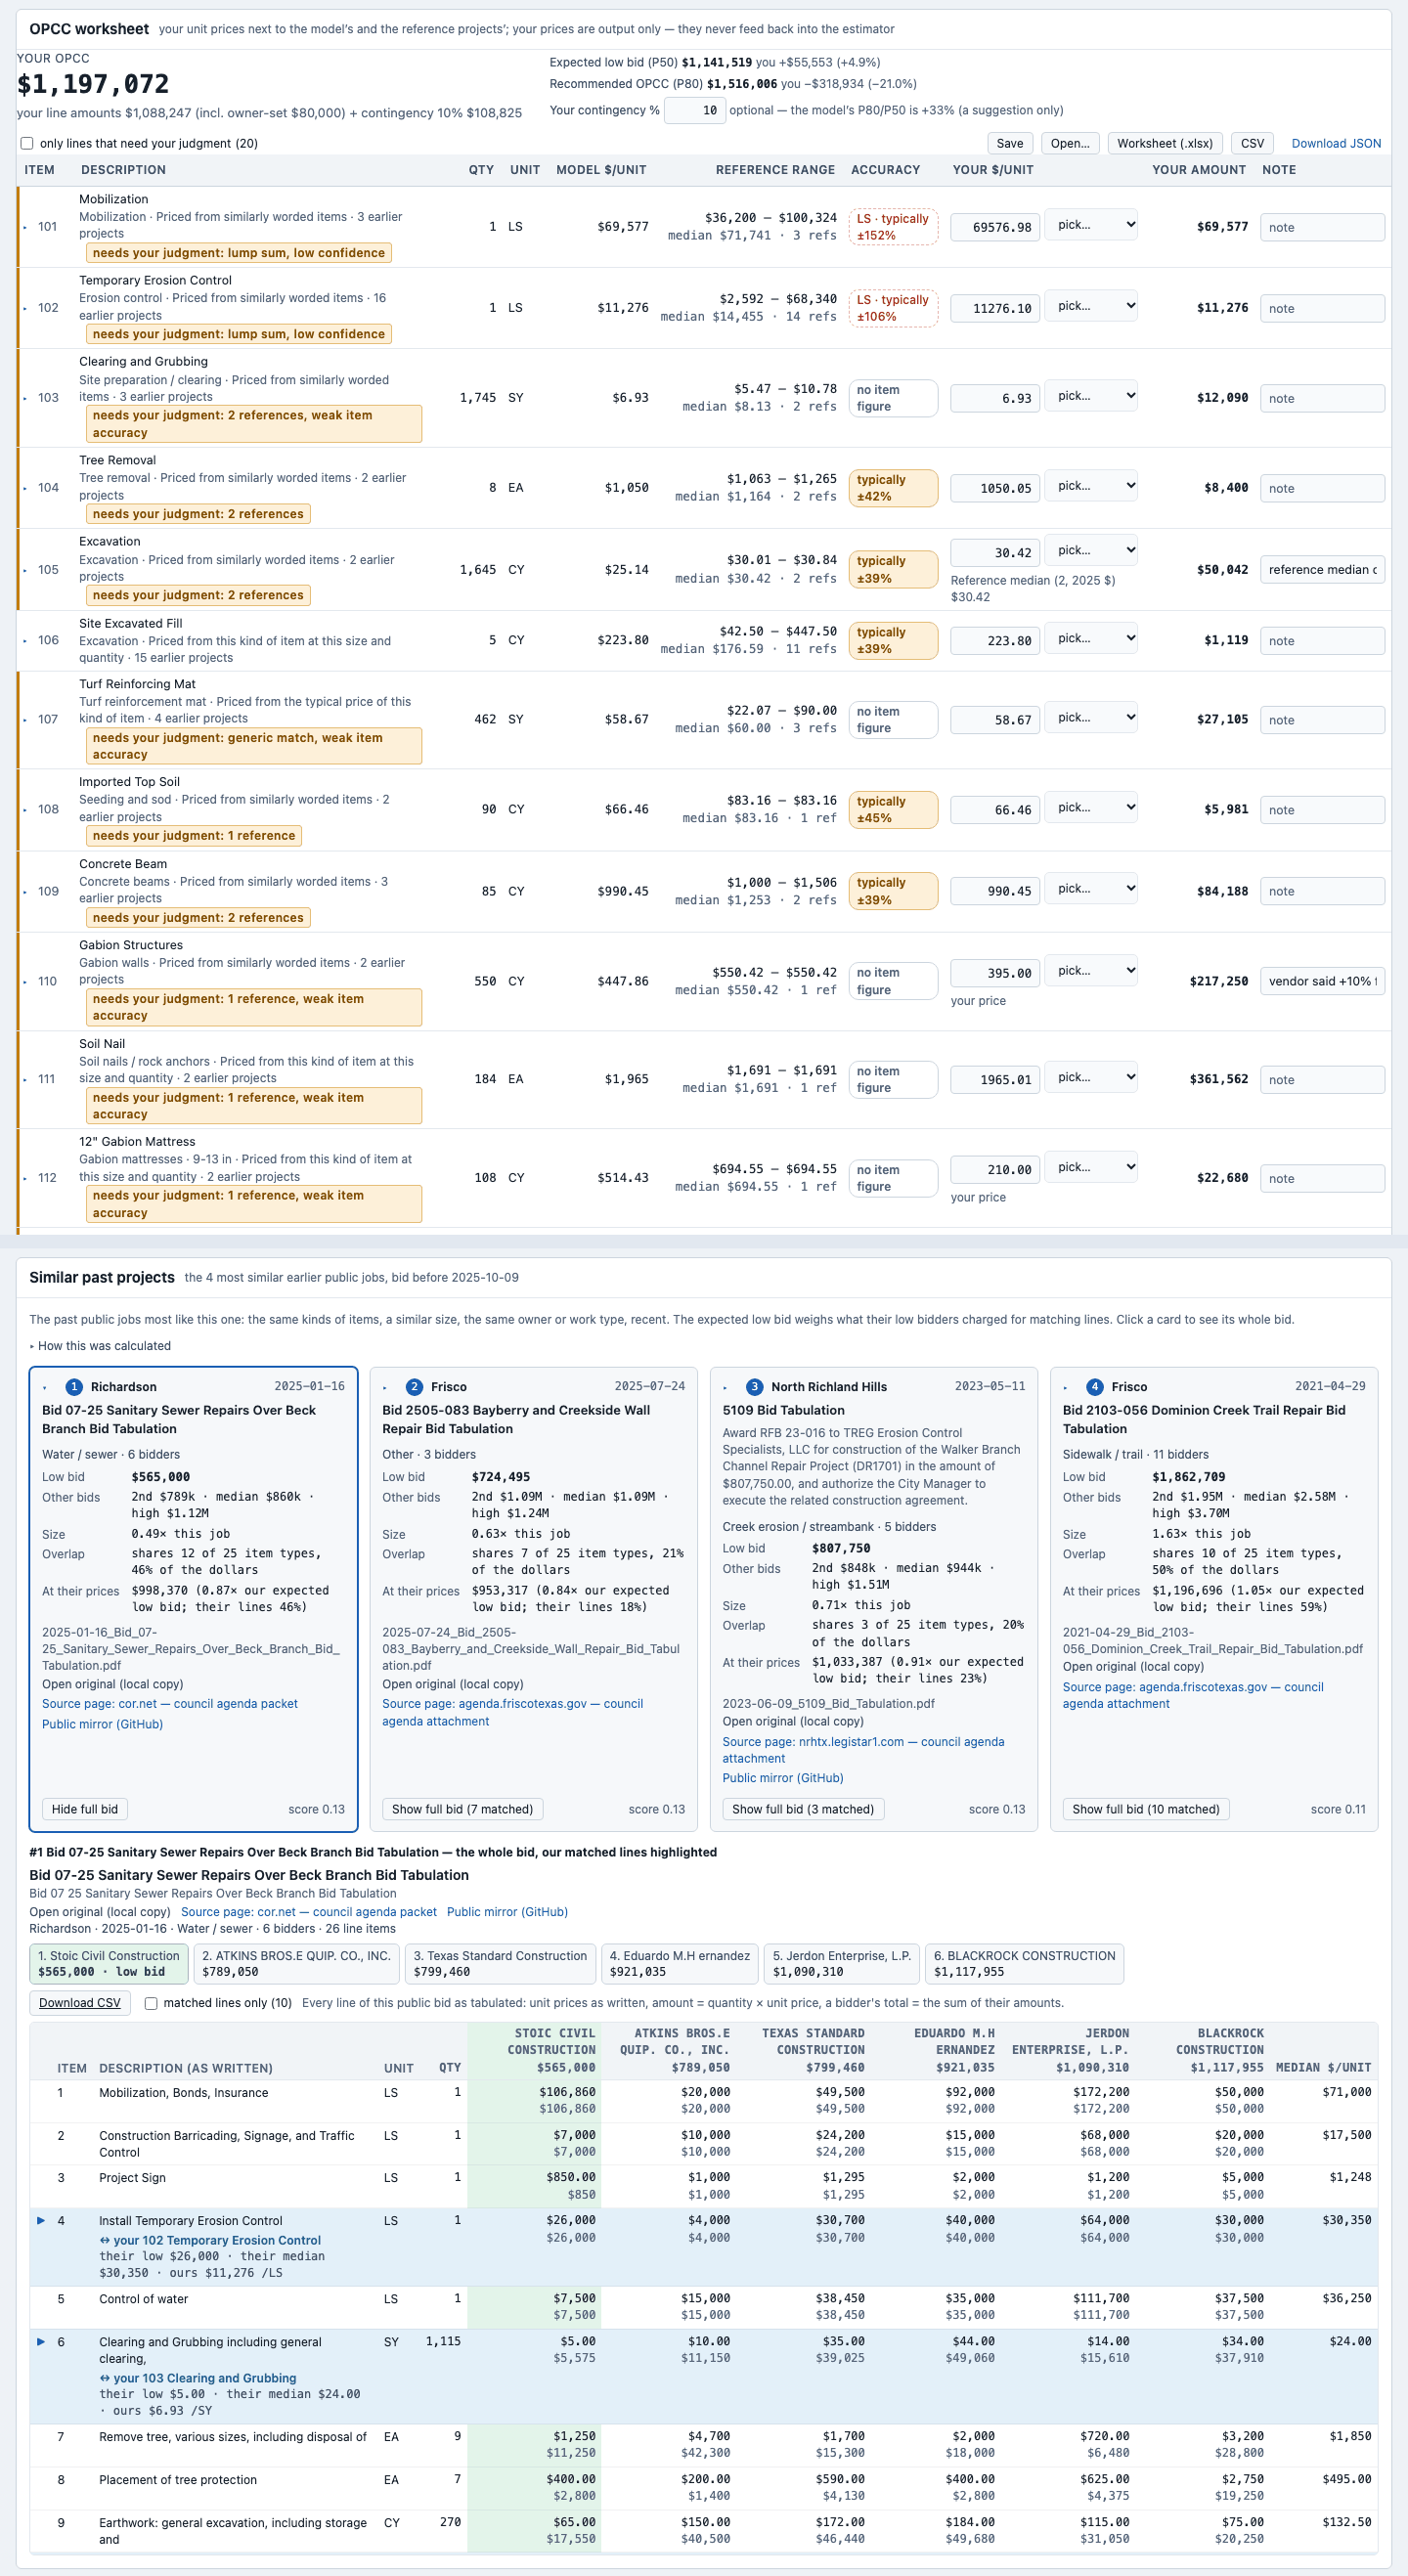 OPCC worksheet your unit prices next to the model's and the reference projects'; your prices are output only — they never feed back into the estimator
YOUR OPCC
$1,197,072
your line amounts $1,088,247 (incl. owner-set $80,000) + contingency 10% $108,825
Expected low bid (P50) $1,141,519 you +$55,553 (+4.9%)
Recommended OPCC (P80) $1,516,006 you −$318,934 (−21.0%)
Your contingency % 10 optional — the model's P80/P50 is +33% (a suggestion only)
only lines that need your judgment (20)
Save Open... Worksheet (.xlsx) CSV Download JSON
ITEM DESCRIPTION QTY UNIT MODEL $/UNIT REFERENCE RANGE ACCURACY YOUR $/UNIT YOUR AMOUNT NOTE
Mobilization
Mobilization · Priced from similarly worded items · 3 earlier
projects
needs your judgment: lump sum, low confidence
101 1 LS $69,577
$36,200 – $100,324
median $71,741 · 3 refs
LS · typically
±152%
69576.98 pick... $69,577 note
Temporary Erosion Control
Erosion control · Priced from similarly worded items · 16
earlier projects
needs your judgment: lump sum, low confidence
102 1 LS $11,276
$2,592 – $68,340
median $14,455 · 14 refs
LS · typically
±106%
11276.10 pick... $11,276 note
Clearing and Grubbing
Site preparation / clearing · Priced from similarly worded
items · 3 earlier projects
needs your judgment: 2 references, weak item
accuracy
103 1,745 SY $6.93
$5.47 – $10.78
median $8.13 · 2 refs
no item
figure
6.93 pick... $12,090 note
Tree Removal
Tree removal · Priced from similarly worded items · 2 earlier
projects
needs your judgment: 2 references
104 8 EA $1,050
$1,063 – $1,265
median $1,164 · 2 refs
typically
±42%
1050.05 pick... $8,400 note
Excavation
Excavation · Priced from similarly worded items · 2 earlier
projects
needs your judgment: 2 references
105 1,645 CY $25.14
$30.01 – $30.84
median $30.42 · 2 refs
typically
±39%
30.42 pick...
Reference median (2, 2025 $)
$30.42
$50,042 reference median
Site Excavated Fill
Excavation · Priced from this kind of item at this size and
quantity · 15 earlier projects
106 5 CY $223.80
$42.50 – $447.50
median $176.59 · 11 refs
typically
±39%
223.80 pick... $1,119 note
Turf Reinforcing Mat
Turf reinforcement mat · Priced from the typical price of this
kind of item · 4 earlier projects
needs your judgment: generic match, weak item
accuracy
107 462 SY $58.67
$22.07 – $90.00
median $60.00 · 3 refs
no item
figure
58.67 pick... $27,105 note
Imported Top Soil
Seeding and sod · Priced from similarly worded items · 2
earlier projects
needs your judgment: 1 reference
108 90 CY $66.46
$83.16 – $83.16
median $83.16 · 1 ref
typically
±45%
66.46 pick... $5,981 note
Concrete Beam
Concrete beams · Priced from similarly worded items · 3
earlier projects
needs your judgment: 2 references
109 85 CY $990.45
$1,000 – $1,506
median $1,253 · 2 refs
typically
±39%
990.45 pick... $84,188 note
Gabion Structures
Gabion walls · Priced from similarly worded items · 2 earlier
projects
needs your judgment: 1 reference, weak item
accuracy
110 550 CY $447.86
$550.42 – $550.42
median $550.42 · 1 ref
no item
figure
395.00 pick...
your price
$217,250 vendor said +10%
Soil Nail
Soil nails / rock anchors · Priced from this kind of item at this
size and quantity · 2 earlier projects
needs your judgment: 1 reference, weak item
accuracy
111 184 EA $1,965
$1,691 – $1,691
median $1,691 · 1 ref
no item
figure
1965.01 pick... $361,562 note
12" Gabion Mattress
Gabion mattresses · 9-13 in · Priced from this kind of item at
this size and quantity · 2 earlier projects
needs your judgment: 1 reference, weak item
accuracy
112 108 CY $514.43
$694.55 – $694.55
median $694.55 · 1 ref
no item
figure
210.00 pick...
your price
$22,680 note
Similar past projects the 4 most similar earlier public jobs, bid before 2025-10-09
The past public jobs most like this one: the same kinds of items, a similar size, the same owner or work type, recent. The expected low bid weighs what their low bidders charged for matching lines. Click a card to see its whole bid.
How this was calculated
1 Richardson 2025-01-16
Bid 07-25 Sanitary Sewer Repairs Over Beck
Branch Bid Tabulation
Water / sewer · 6 bidders
Low bid $565,000
Other bids 2nd $789k · median $860k ·
high $1.12M
Size 0.49× this job
Overlap shares 12 of 25 item types,
46% of the dollars
At their prices $998,370 (0.87× our expected
low bid; their lines 46%)
2025-01-16_Bid_07-
25_Sanitary_Sewer_Repairs_Over_Beck_Branch_Bid_
Tabulation.pdf
Open original (local copy)
Source page: cor.net — council agenda packet
Public mirror (GitHub)
Hide full bid score 0.13
2 Frisco 2025-07-24
Bid 2505-083 Bayberry and Creekside Wall
Repair Bid Tabulation
Other · 3 bidders
Low bid $724,495
Other bids 2nd $1.09M · median $1.09M ·
high $1.24M
Size 0.63× this job
Overlap shares 7 of 25 item types, 21%
of the dollars
At their prices $953,317 (0.84× our expected
low bid; their lines 18%)
2025-07-24_Bid_2505-
083_Bayberry_and_Creekside_Wall_Repair_Bid_Tabul
ation.pdf
Open original (local copy)
Source page: agenda.friscotexas.gov — council
agenda attachment
Show full bid (7 matched) score 0.13
3 North Richland Hills 2023-05-11
5109 Bid Tabulation
Award RFB 23-016 to TREG Erosion Control
Specialists, LLC for construction of the Walker Branch
Channel Repair Project (DR1701) in the amount of
$807,750.00, and authorize the City Manager to
execute the related construction agreement.
Creek erosion / streambank · 5 bidders
Low bid $807,750
Other bids 2nd $848k · median $944k ·
high $1.51M
Size 0.71× this job
Overlap shares 3 of 25 item types, 20%
of the dollars
At their prices $1,033,387 (0.91× our expected
low bid; their lines 23%)
2023-06-09_5109_Bid_Tabulation.pdf
Open original (local copy)
Source page: nrhtx.legistar1.com — council agenda
attachment
Public mirror (GitHub)
Show full bid (3 matched) score 0.13
4 Frisco 2021-04-29
Bid 2103-056 Dominion Creek Trail Repair Bid
Tabulation
Sidewalk / trail · 11 bidders
Low bid $1,862,709
Other bids 2nd $1.95M · median $2.58M ·
high $3.70M
Size 1.63× this job
Overlap shares 10 of 25 item types,
50% of the dollars
At their prices $1,196,696 (1.05× our expected
low bid; their lines 59%)
2021-04-29_Bid_2103-
056_Dominion_Creek_Trail_Repair_Bid_Tabulation.pdf
Open original (local copy)
Source page: agenda.friscotexas.gov — council
agenda attachment
Show full bid (10 matched) score 0.11
#1 Bid 07-25 Sanitary Sewer Repairs Over Beck Branch Bid Tabulation — the whole bid, our matched lines highlighted
Bid 07-25 Sanitary Sewer Repairs Over Beck Branch Bid Tabulation
Bid 07 25 Sanitary Sewer Repairs Over Beck Branch Bid Tabulation
Open original (local copy) Source page: cor.net — council agenda packet Public mirror (GitHub)
Richardson · 2025-01-16 · Water / sewer · 6 bidders · 26 line items
1. Stoic Civil Construction 2. ATKINS BROS.E QUIP. CO., INC. 3. Texas Standard Construction 4. Eduardo M.H ernandez 5. Jerdon Enterprise, L.P. 6. BLACKROCK CONSTRUCTION
$565,000 · low bid $789,050 $799,460 $921,035 $1,090,310 $1,117,955
Download CSV matched lines only (10) Every line of this public bid as tabulated: unit prices as written, amount = quantity × unit price, a bidder's total = the sum of their amounts.
STOIC CIVIL ATKINS BROS.E TEXAS STANDARD EDUARDO M.H JERDON BLACKROCK
CONSTRUCTION QUIP. CO., INC. CONSTRUCTION ERNANDEZ ENTERPRISE, L.P. CONSTRUCTION
ITEM DESCRIPTION (AS WRITTEN) UNIT QTY $565,000 $789,050 $799,460 $921,035 $1,090,310 $1,117,955 MEDIAN $/UNIT
1 Mobilization, Bonds, Insurance LS 1 $106,860 $20,000 $49,500 $92,000 $172,200 $50,000 $71,000
$106,860 $20,000 $49,500 $92,000 $172,200 $50,000
2 Construction Barricading, Signage, and Traffic LS 1 $7,000 $10,000 $24,200 $15,000 $68,000 $20,000 $17,500
Control $7,000 $10,000 $24,200 $15,000 $68,000 $20,000
3 Project Sign LS 1 $850.00 $1,000 $1,295 $2,000 $1,200 $5,000 $1,248
$850 $1,000 $1,295 $2,000 $1,200 $5,000
4 Install Temporary Erosion Control LS 1 $26,000 $4,000 $30,700 $40,000 $64,000 $30,000 $30,350
$26,000 $4,000 $30,700 $40,000 $64,000 $30,000
↔ your 102 Temporary Erosion Control
their low $26,000 · their median
$30,350 · ours $11,276 /LS
5 Control of water LS 1 $7,500 $15,000 $38,450 $35,000 $111,700 $37,500 $36,250
$7,500 $15,000 $38,450 $35,000 $111,700 $37,500
6 Clearing and Grubbing including general SY 1,115 $5.00 $10.00 $35.00 $44.00 $14.00 $34.00 $24.00
clearing, $5,575 $11,150 $39,025 $49,060 $15,610 $37,910
↔ your 103 Clearing and Grubbing
their low $5.00 · their median $24.00
· ours $6.93 /SY
7 Remove tree, various sizes, including disposal of EA 9 $1,250 $4,700 $1,700 $2,000 $720.00 $3,200 $1,850
$11,250 $42,300 $15,300 $18,000 $6,480 $28,800
8 Placement of tree protection EA 7 $400.00 $200.00 $590.00 $400.00 $625.00 $2,750 $495.00
$2,800 $1,400 $4,130 $2,800 $4,375 $19,250
9 Earthwork: general excavation, including storage CY 270 $65.00 $150.00 $172.00 $184.00 $115.00 $75.00 $132.50
and $17,550 $40,500 $46,440 $49,680 $31,050 $20,250